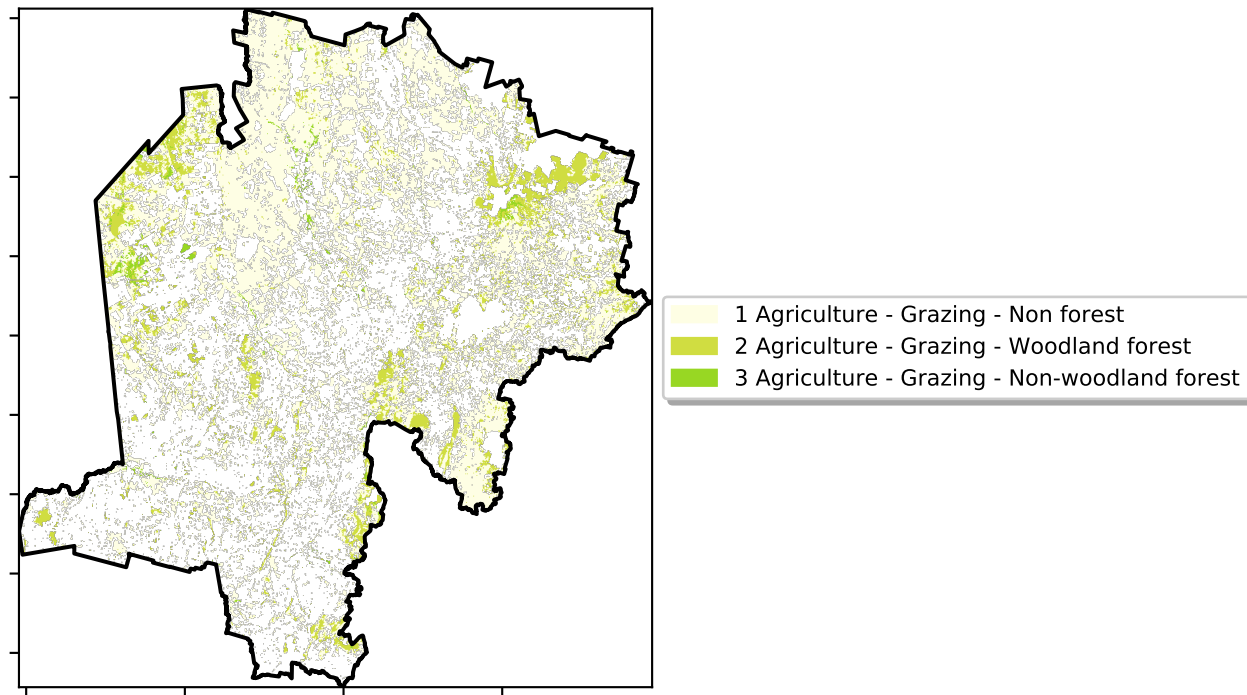 1 Agriculture - Grazing - Non forest
2 Agriculture - Grazing - Woodland forest
3 Agriculture - Grazing - Non-woodland forest